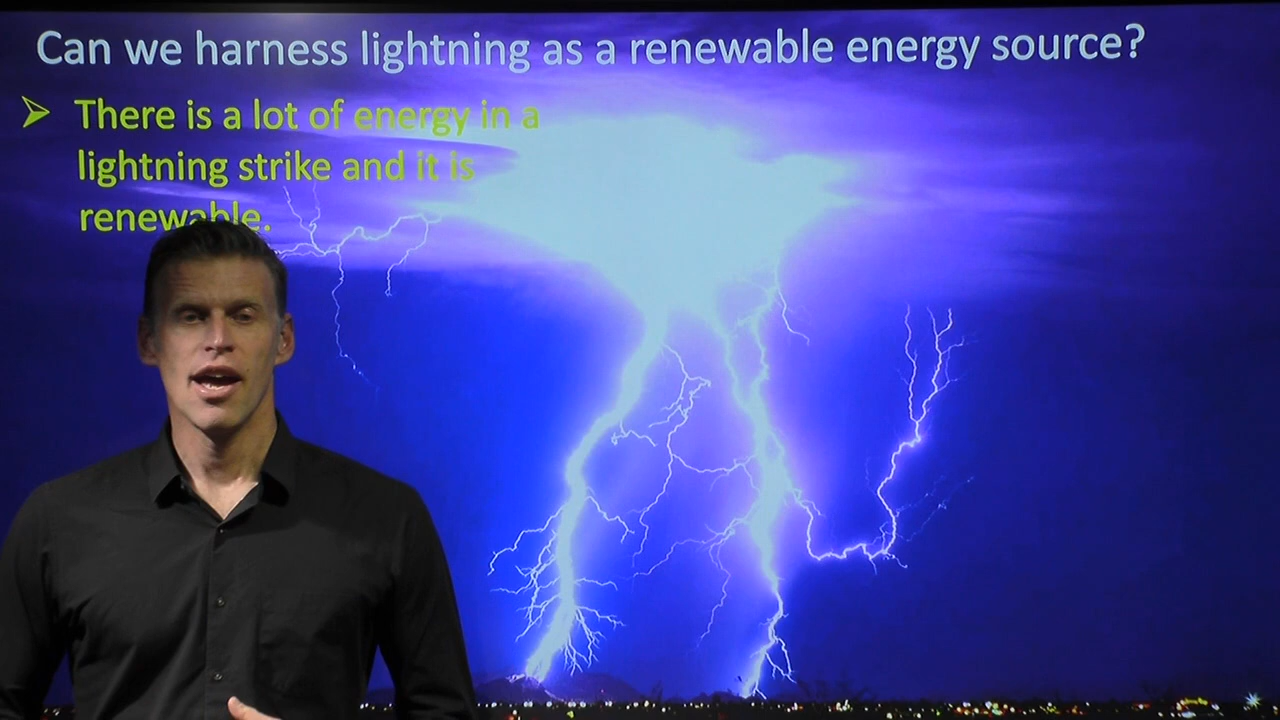 Can we harness lightning as a renewable energy source?
➢ There is a lot of energy in a
lightning strike and it is
renewable.